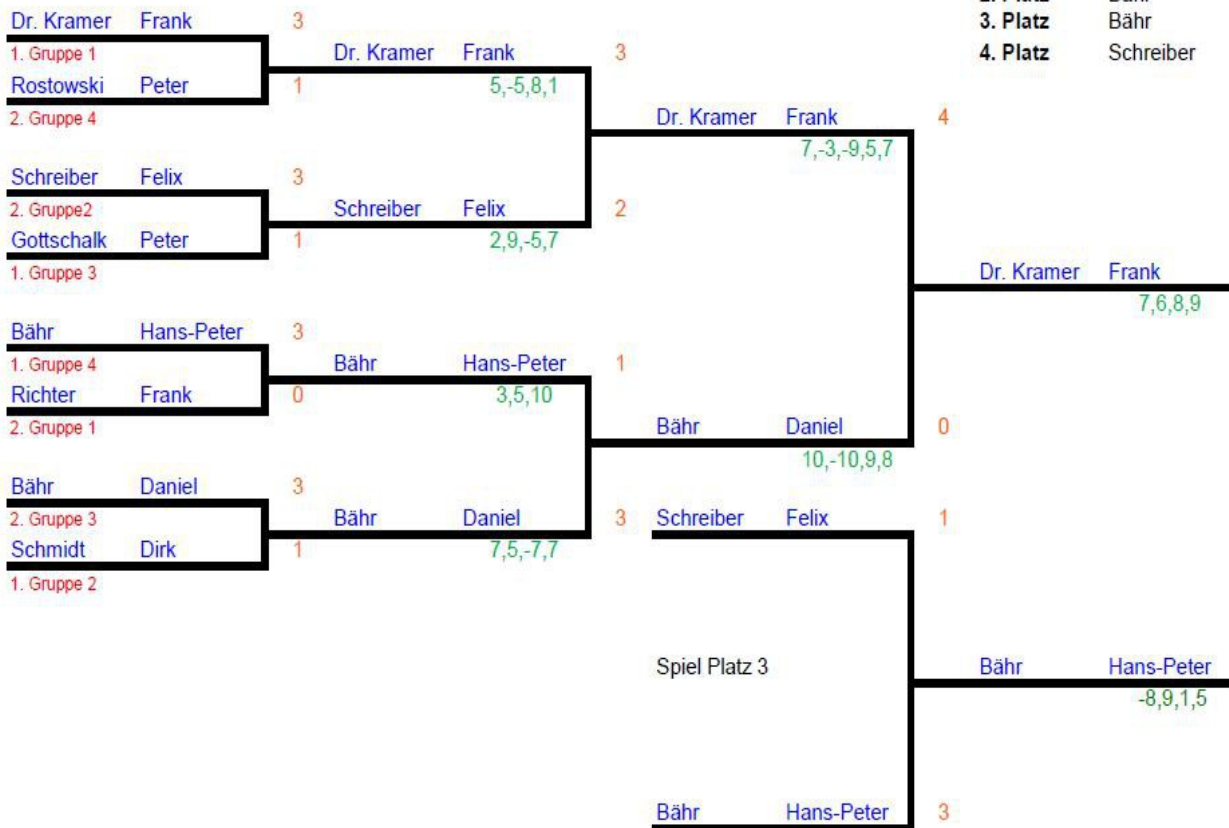 2. Platz Bähr
Dr. Kramer Frank 3
3. Platz Bähr
1. Gruppe 1
Dr. Kramer Frank 3
4. Platz Schreiber
Rostowski Peter 1
5,-5,8,1
2. Gruppe 4
Dr. Kramer Frank 4
7,-3,-9,5,7
Schreiber Felix 3
2. Gruppe2
Schreiber Felix 2
Gottschalk Peter 1
2,9,-5,7
1. Gruppe 3
Dr. Kramer Frank
7,6,8,9
Bähr Hans-Peter 3
1. Gruppe 4
Bähr Hans-Peter 1
Richter Frank 0
3,5,10
2. Gruppe 1
Bähr Daniel 0
10,-10,9,8
Bähr Daniel 3
2. Gruppe 3
Bähr Daniel 3
Schreiber Felix 1
Schmidt Dirk 1
7,5,-7,7
1. Gruppe 2
Spiel Platz 3
Bähr Hans-Peter
-8,9,1,5
Bähr Hans-Peter 3